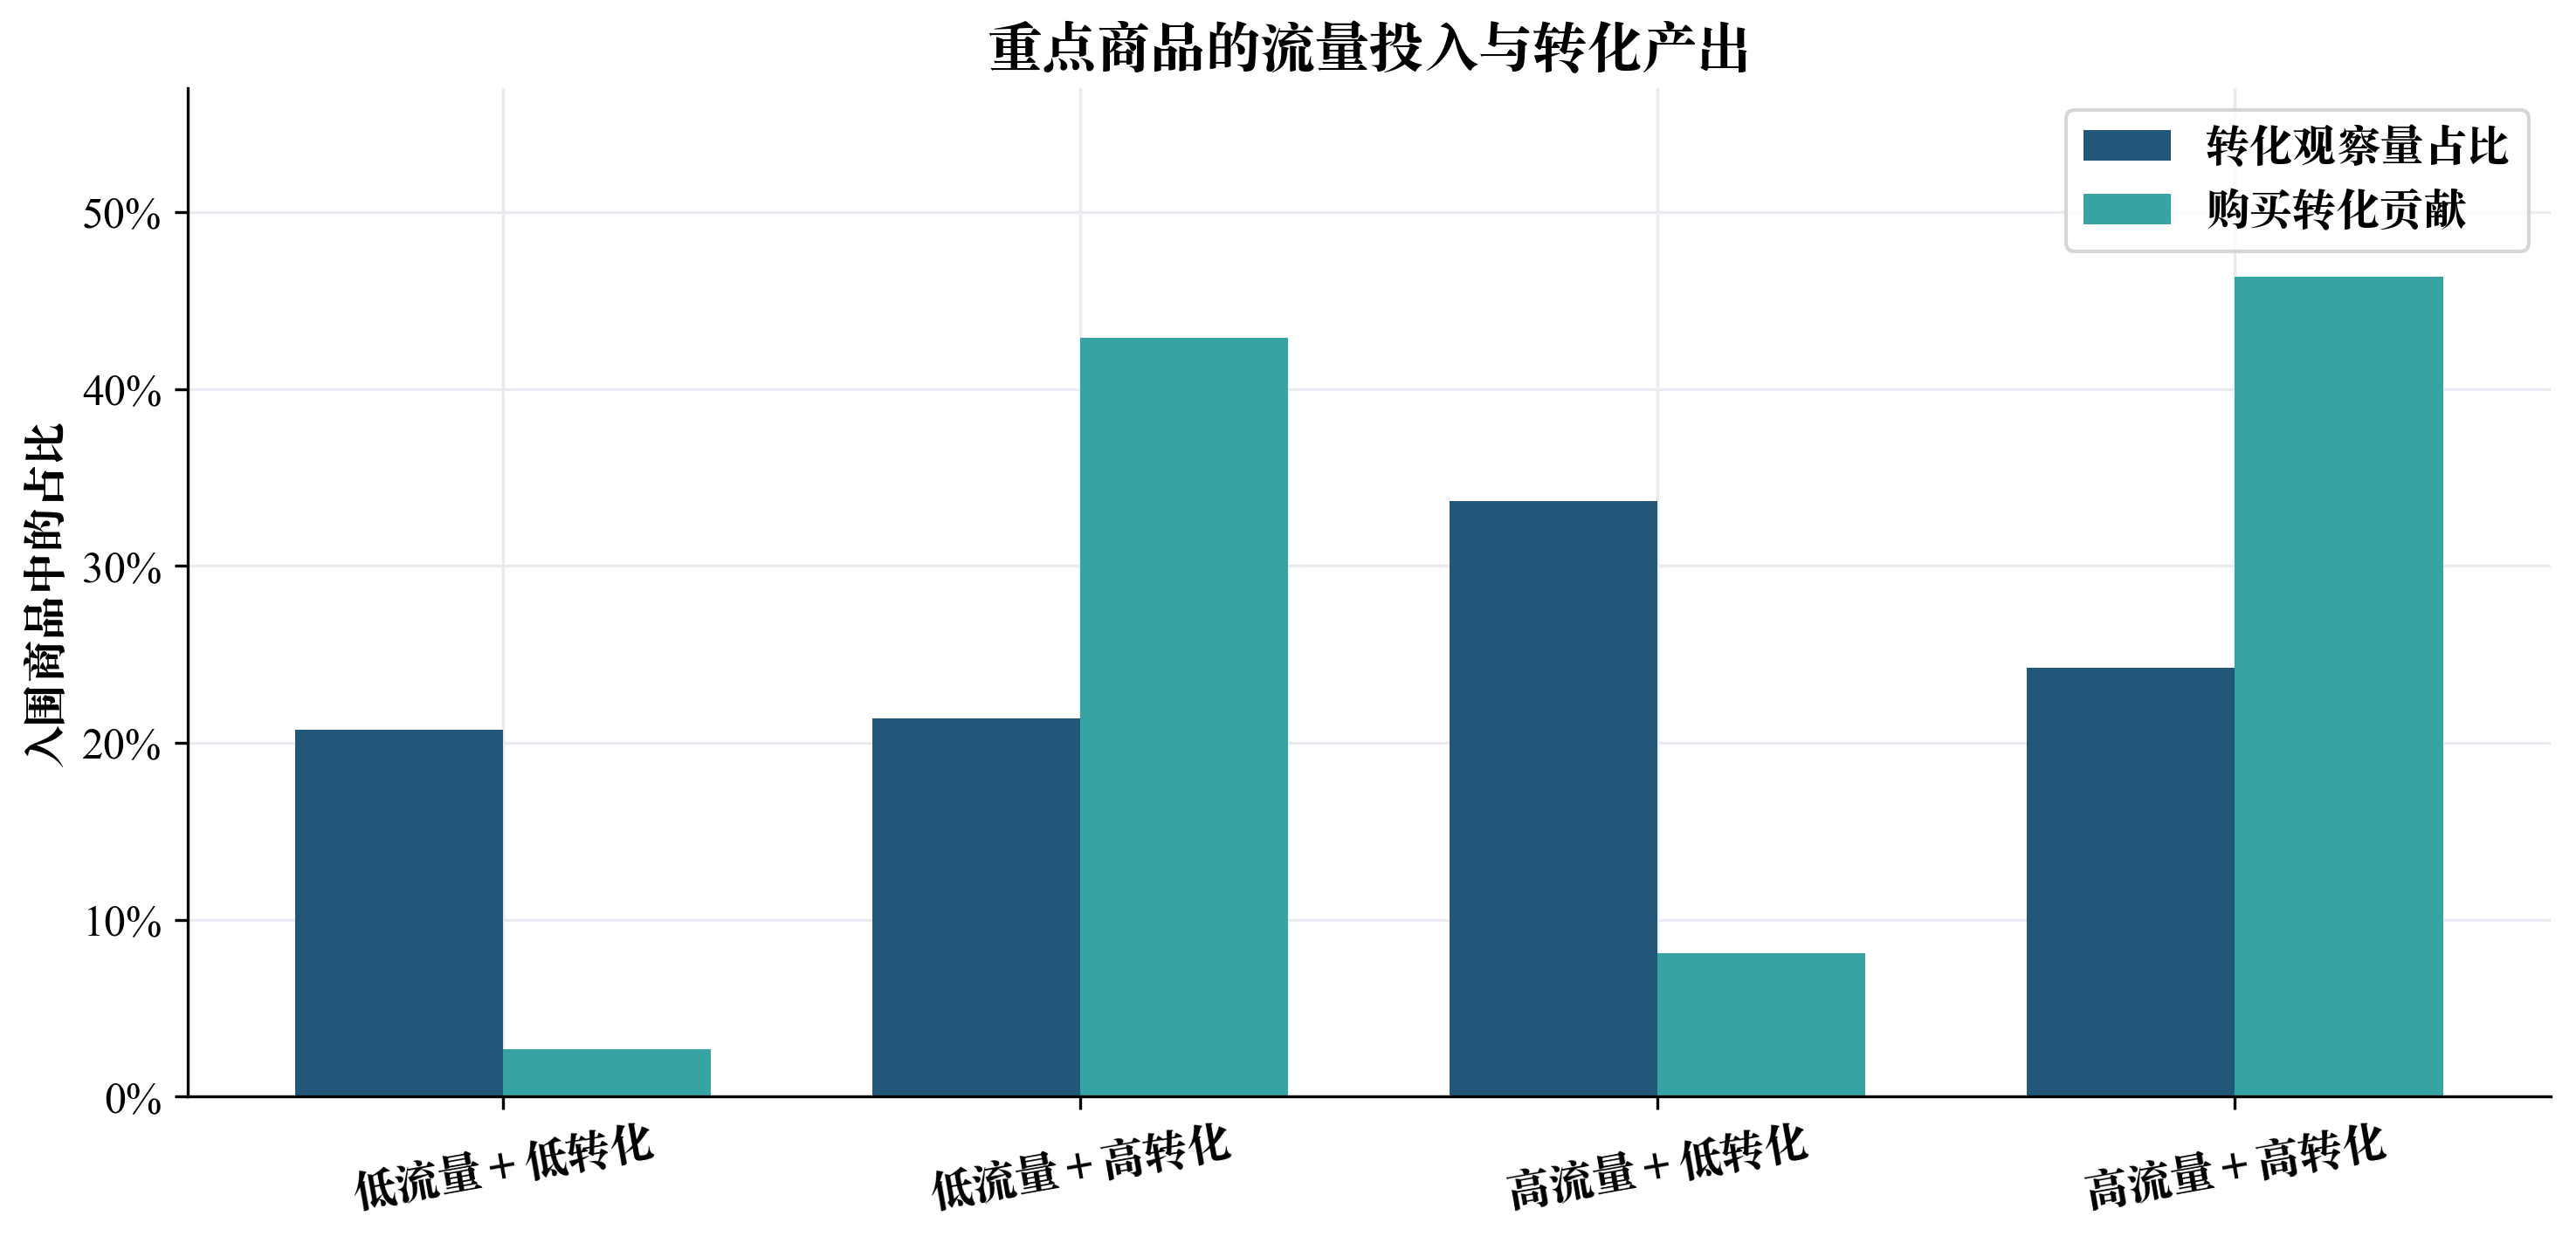 重点商品的流量投入与转化产出
转化观察量占比
购买转化贡献
入围商品中的占比
50%
40%
30%
20%
10%
0%
低流量 + 低转化
低流量 + 高转化
高流量 + 低转化
高流量 + 高转化